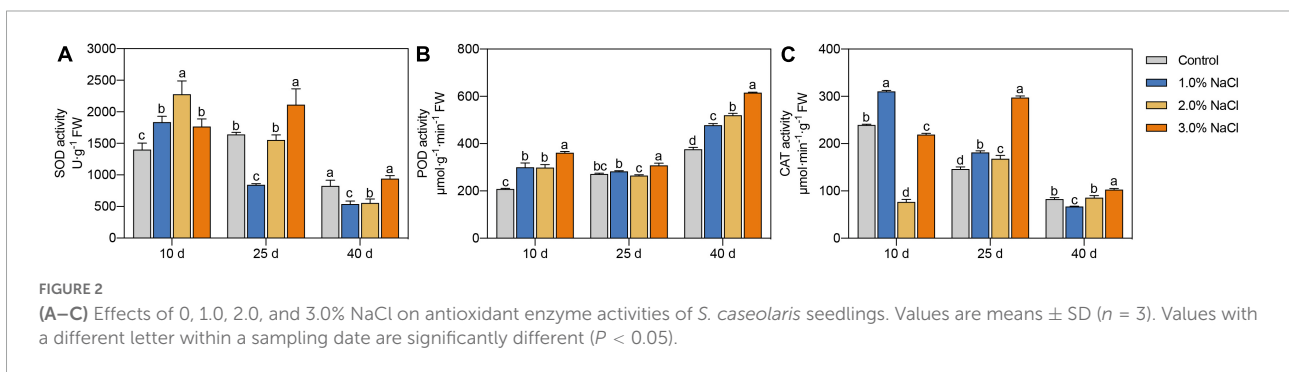 A
SOD activity
U·g⁻¹ FW
3000
2500
2000
1500
1000
500
0
c b a b
b c b a
a c b a
10 d 25 d 40 d
B
POD activity
μmol·g⁻¹·min⁻¹ FW
800
600
400
200
0
c b b a
bc b c a
d c b a
10 d 25 d 40 d
C
CAT activity
μmol·min⁻¹·g⁻¹ FW
400
300
200
100
0
b a d c
d b c a
b c b a
10 d 25 d 40 d
Control
1.0% NaCl
2.0% NaCl
3.0% NaCl
FIGURE 2
(A–C) Effects of 0, 1.0, 2.0, and 3.0% NaCl on antioxidant enzyme activities of S. caseolaris seedlings. Values are means ± SD (n = 3). Values with
a different letter within a sampling date are significantly different (P < 0.05).